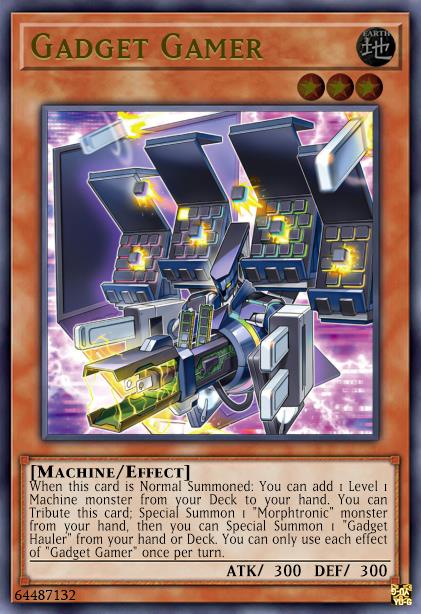 GADGET GAMER
EARTH
地
[MACHINE/EFFECT]
When this card is Normal Summoned: You can add 1 Level 1
Machine monster from your Deck to your hand. You can
Tribute this card; Special Summon 1 "Morphtronic" monster
from your hand, then you can Special Summon 1 "Gadget
Hauler" from your hand or Deck. You can only use each effect
of "Gadget Gamer" once per turn.
ATK/ 300 DEF/ 300
64487132